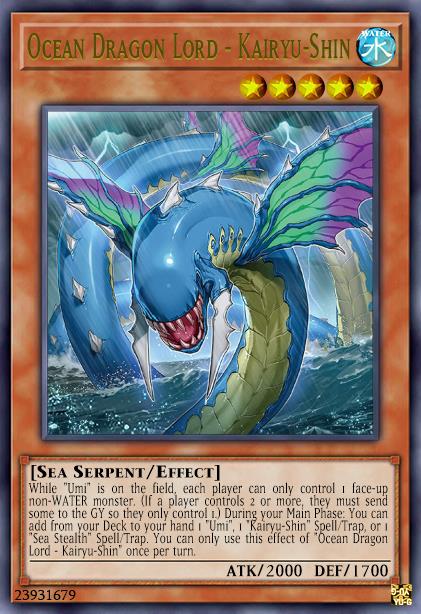 OCEAN DRAGON LORD - KAIRYU-SHIN
WATER
水
[SEA SERPENT/EFFECT]
While "Umi" is on the field, each player can only control 1 face-up
non-WATER monster. (If a player controls 2 or more, they must send
some to the GY so they only control 1.) During your Main Phase: You can
add from your Deck to your hand 1 "Umi", 1 "Kairyu-Shin" Spell/Trap, or 1
"Sea Stealth" Spell/Trap. You can only use this effect of "Ocean Dragon
Lord - Kairyu-Shin" once per turn.
ATK/2000 DEF/1700
23931679